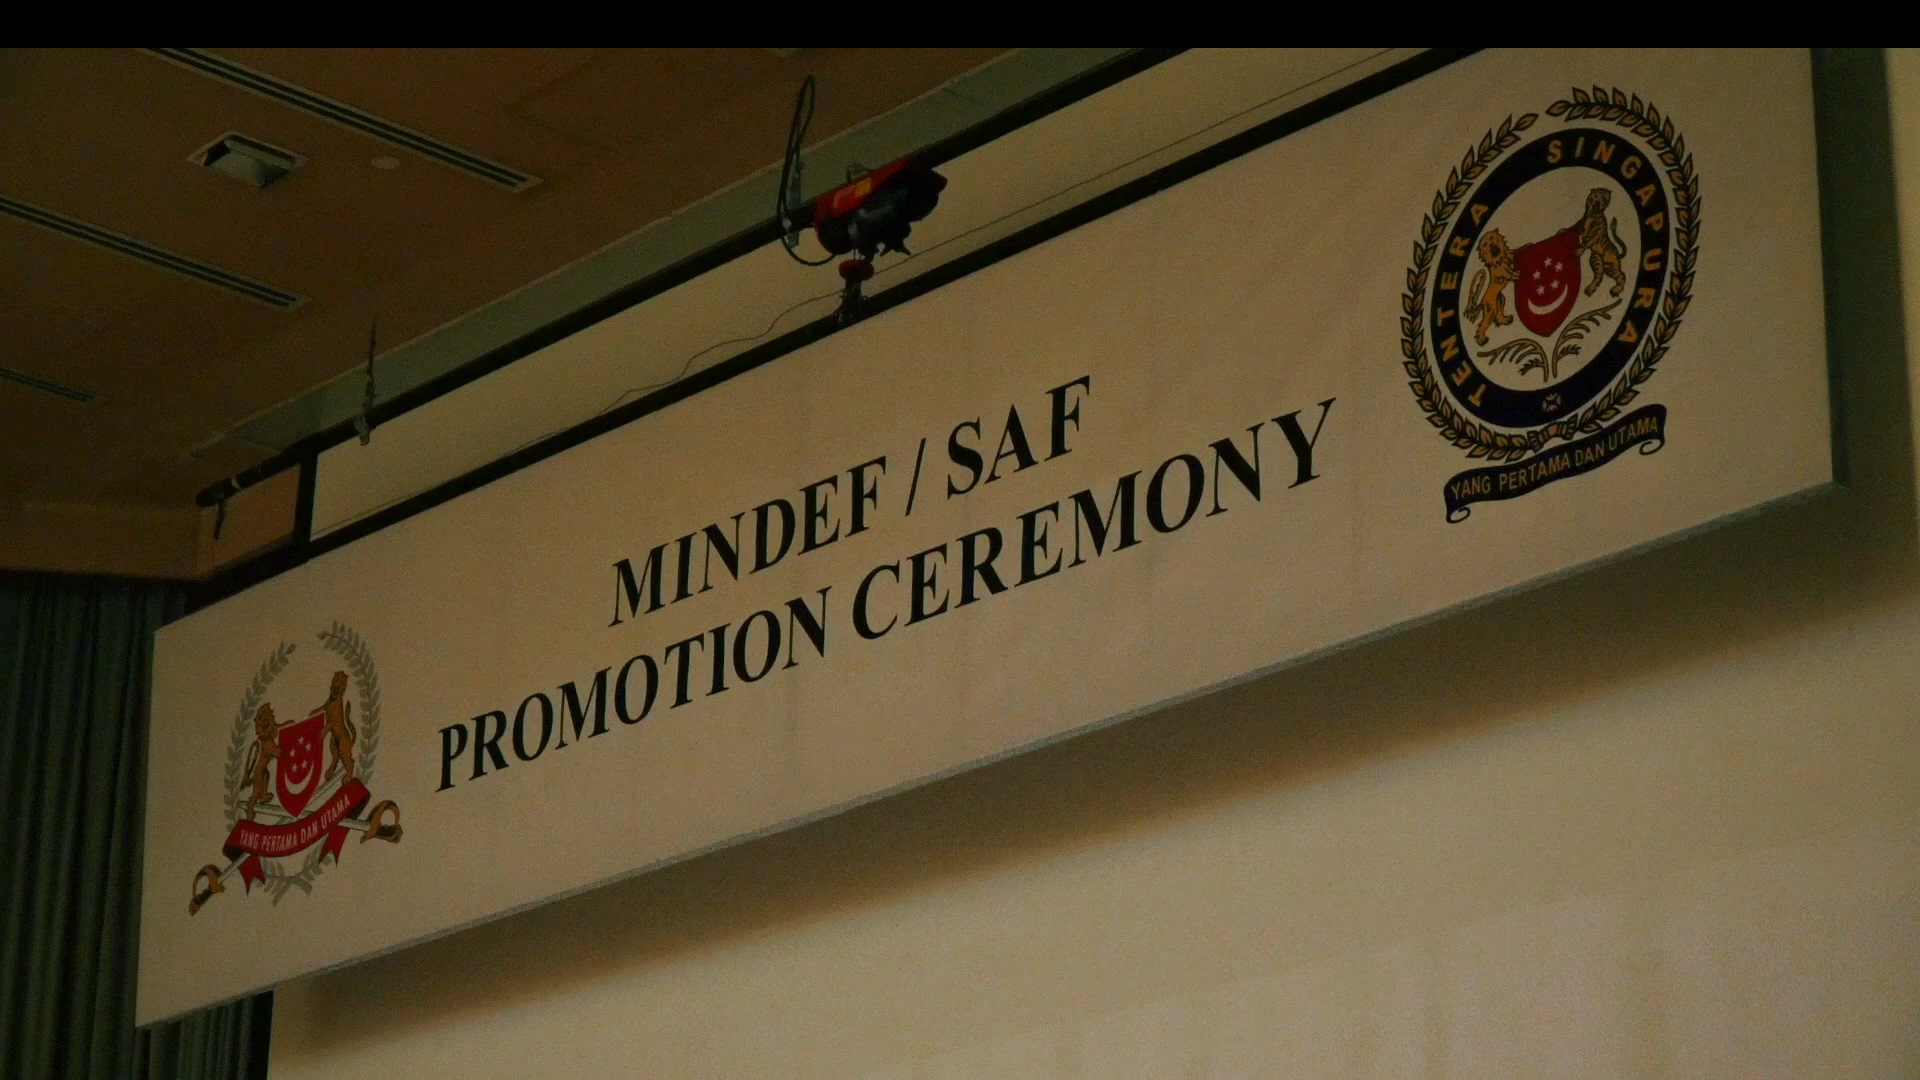 MINDEF / SAF
PROMOTION CEREMONY
YANG PERTAMA DAN UTAMA
TENTERA SINGAPURA
YANG PERTAMA DAN UTAMA